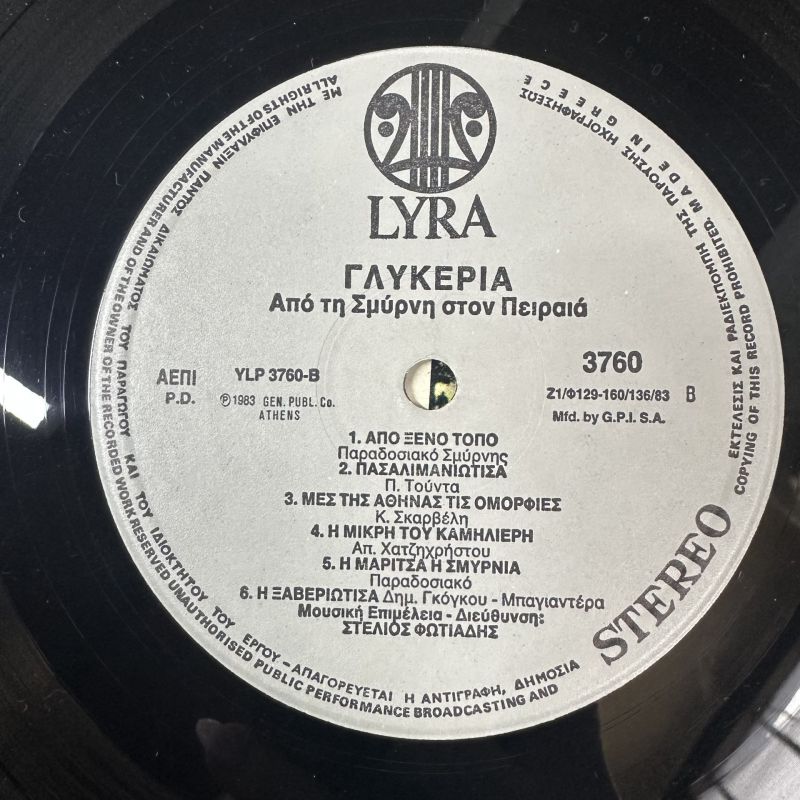 LYRA
ΓΛΥΚΕΡΙΑ
Από τη Σμύρνη στον Πειραιά
ΑΕΠΙ
P.D.
YLP 3760-B
℗1983 GEN. PUBL. Co.
ATHENS
3760
Z1/Φ129-160/136/83 B
Mfd. by G.P.I. S.A.
1. ΑΠΟ ΞΕΝΟ ΤΟΠΟ
Παραδοσιακό Σμύρνης
2. ΠΑΣΑΛΙΜΑΝΙΩΤΙΣΑ
Π. Τούντα
3. ΜΕΣ ΤΗΣ ΑΘΗΝΑΣ ΤΙΣ ΟΜΟΡΦΙΕΣ
Κ. Σκαρβέλη
4. Η ΜΙΚΡΗ ΤΟΥ ΚΑΜΗΛΙΕΡΗ
Απ. Χατζηχρήστου
5. Η ΜΑΡΙΤΣΑ Η ΣΜΥΡΝΙΑ
Παραδοσιακό
6. Η ΞΑΒΕΡΙΩΤΙΣΑ Δημ. Γκόγκου - Μπαγιαντέρα
Μουσική Επιμέλεια - Διεύθυνση:
ΣΤΕΛΙΟΣ ΦΩΤΙΑΔΗΣ
STEREO
ΜΕ ΤΗΝ ΕΠΙΦΥΛΑΞΙΝ ΠΑΝΤΟΣ ΔΙΚΑΙΩΜΑΤΟΣ ΤΟΥ ΠΑΡΑΓΩΓΟΥ ΚΑΙ ΤΟΥ ΙΔΙΟΚΤΗΤΟΥ ΤΟΥ ΕΡΓΟΥ – ΑΠΑΓΟΡΕΥΕΤΑΙ Η ΑΝΤΙΓΡΑΦΗ, ΔΗΜΟΣΙΑ ΕΚΤΕΛΕΣΙΣ ΚΑΙ ΡΑΔΙΕΚΠΟΜΠΗ ΤΗΣ ΠΑΡΟΥΣΗΣ ΗΧΟΓΡΑΦΗΣΕΩΣ
ALL RIGHTS OF THE MANUFACTURER AND OF THE OWNER OF THE RECORDED WORK RESERVED UNAUTHORISED PUBLIC PERFORMANCE BROADCASTING AND COPYING OF THIS RECORD PROHIBITED. MADE IN GREECE
3760